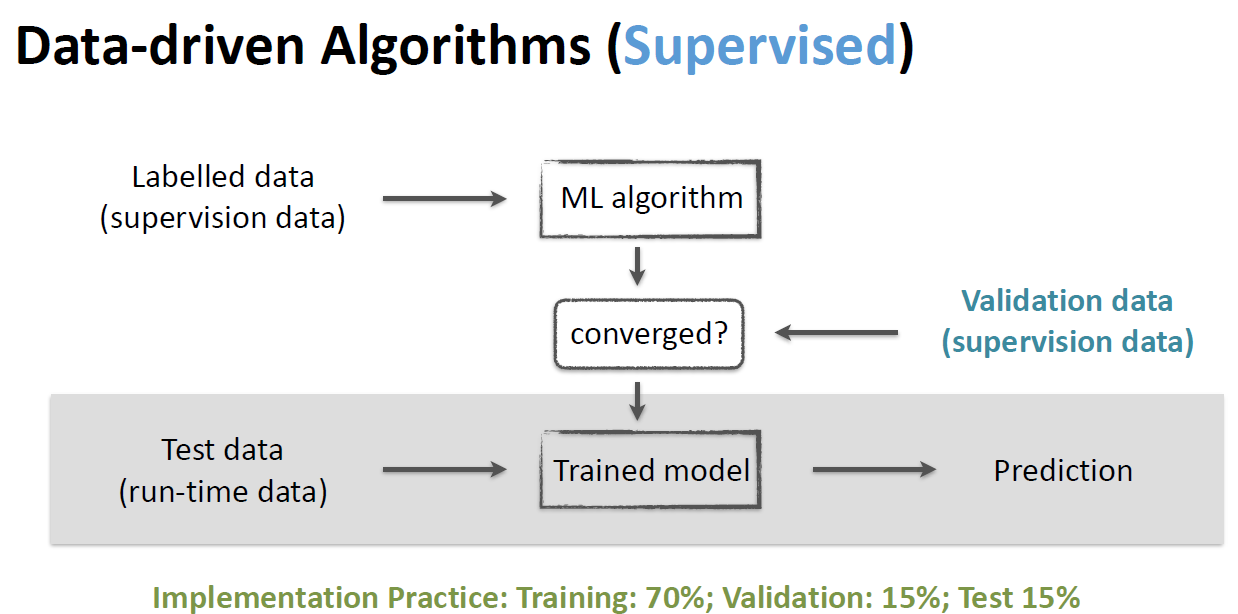 Data-driven Algorithms (Supervised)
Labelled data
(supervision data)
ML algorithm
converged?
Validation data
(supervision data)
Test data
(run-time data)
Trained model
Prediction
Implementation Practice: Training: 70%; Validation: 15%; Test 15%